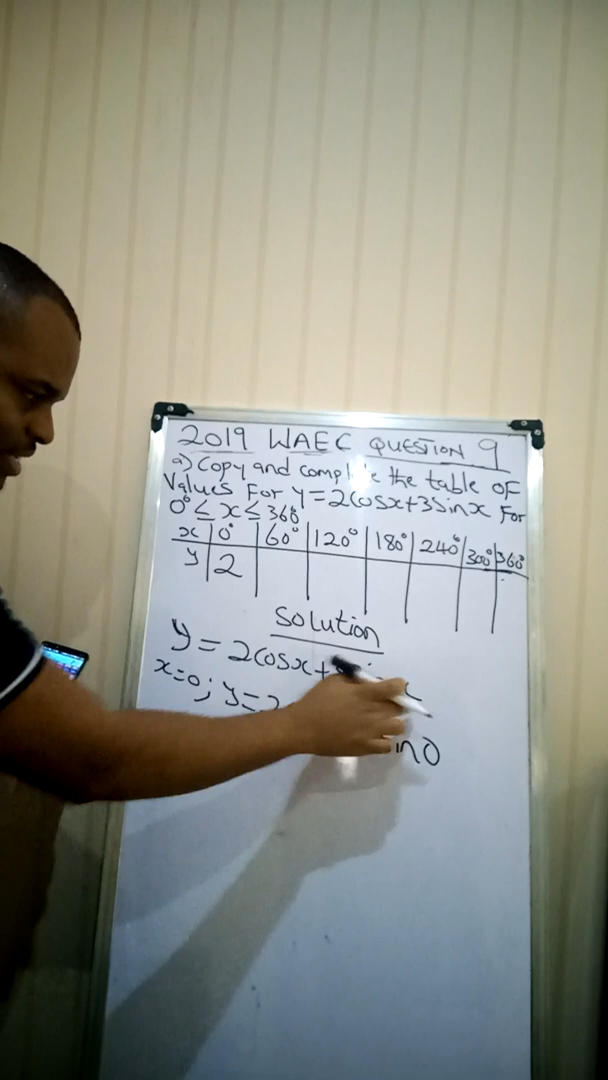 2019 WAEC QUESTION 9
a) Copy and the table OF
Values For y=2cosx+3sinx For
0° ≤ x ≤ 360°
x 0° 60° 120° 180° 240° 300° 360°
y 2
Solution
y = 2cosx+
x=0; y=2
in0